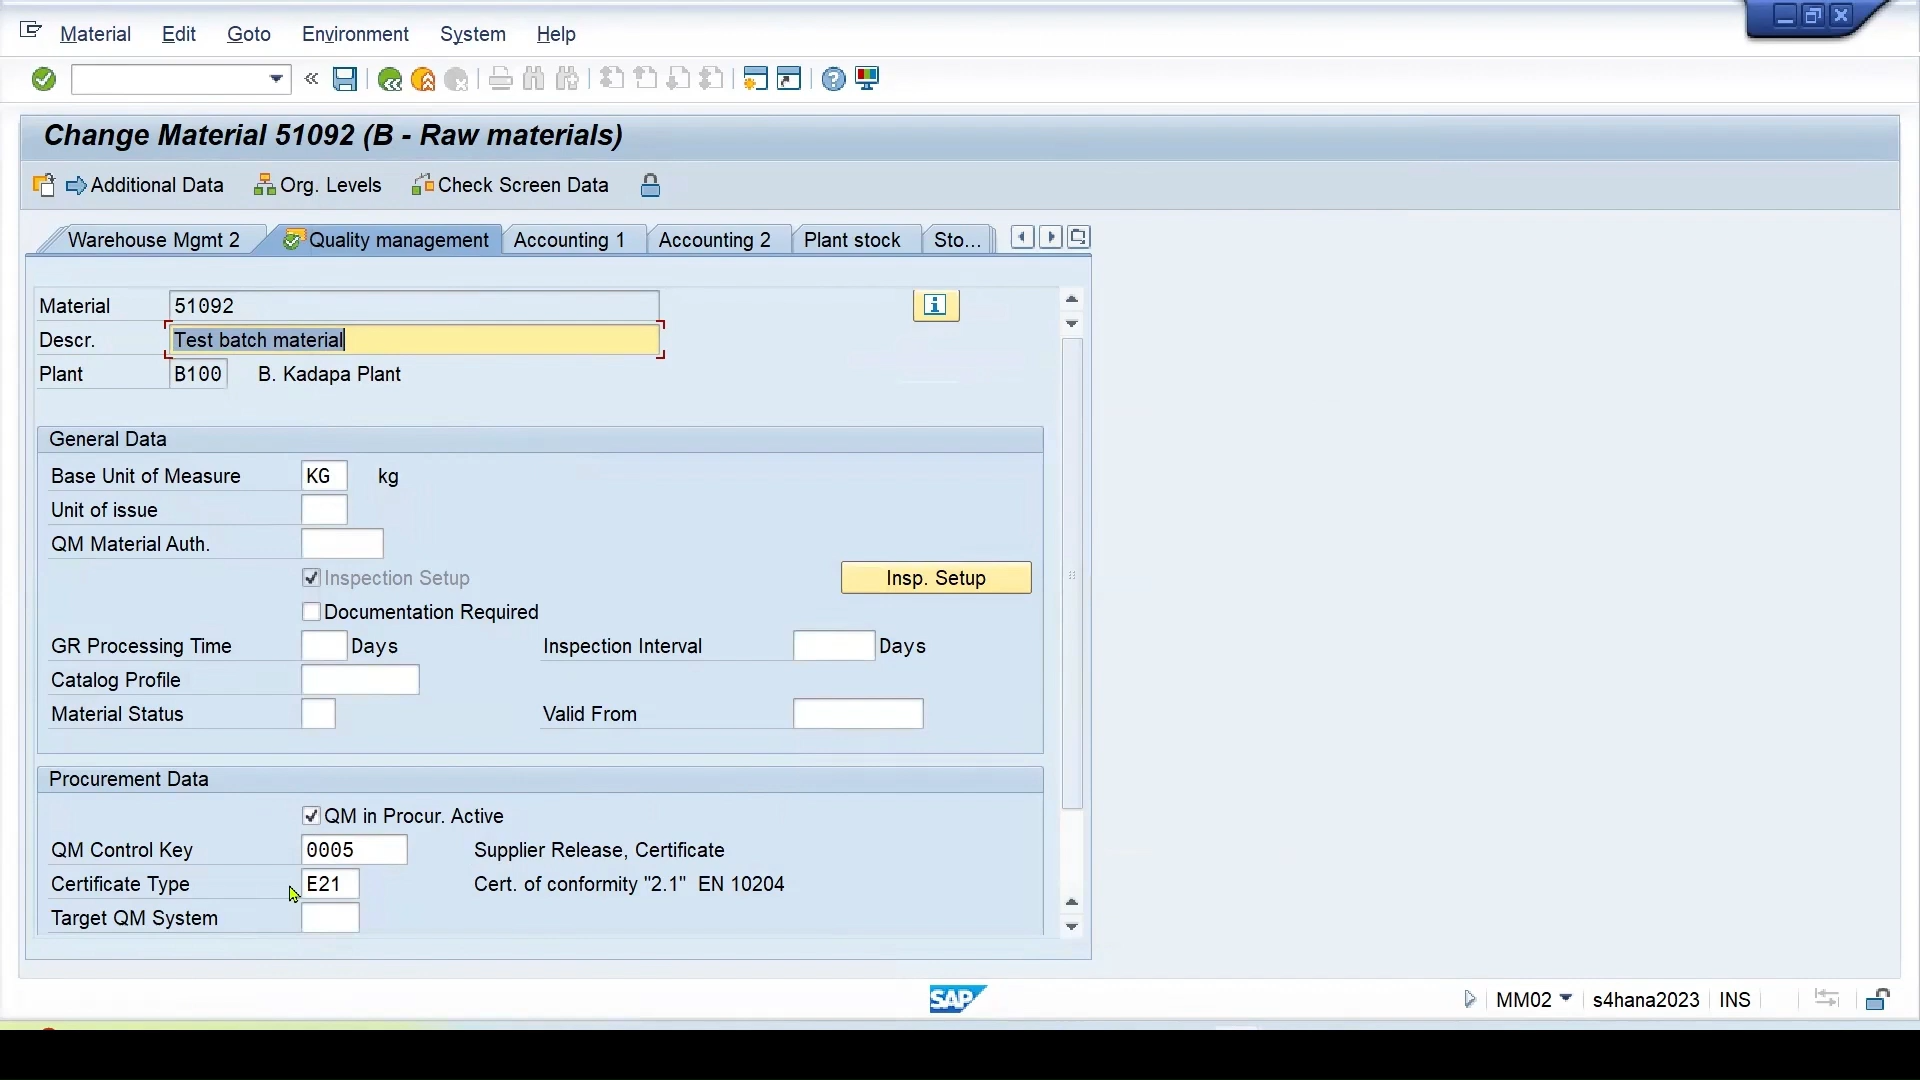 Material Edit Goto Environment System Help
Change Material 51092 (B - Raw materials)
Additional Data Org. Levels Check Screen Data
Warehouse Mgmt 2 Quality management Accounting 1 Accounting 2 Plant stock Sto...
Material 51092
Descr. Test batch material
Plant B100 B. Kadapa Plant
General Data
Base Unit of Measure KG kg
Unit of issue
QM Material Auth.
Inspection Setup Insp. Setup
Documentation Required
GR Processing Time Days Inspection Interval Days
Catalog Profile
Material Status Valid From
Procurement Data
QM in Procur. Active
QM Control Key 0005 Supplier Release, Certificate
Certificate Type E21 Cert. of conformity "2.1" EN 10204
Target QM System
SAP MM02 s4hana2023 INS